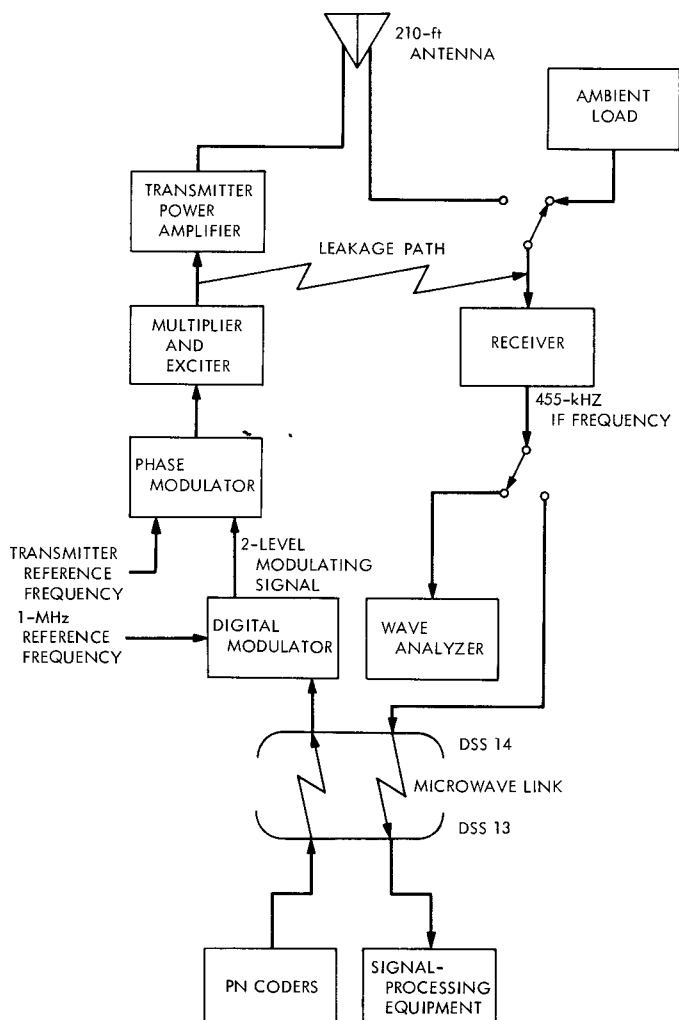 210-ft
ANTENNA
AMBIENT
LOAD
TRANSMITTER
POWER
AMPLIFIER
LEAKAGE PATH
MULTIPLIER
AND
EXCITER
RECEIVER
455-kHZ
IF FREQUENCY
PHASE
MODULATOR
2-LEVEL
MODULATING
SIGNAL
TRANSMITTER
REFERENCE
FREQUENCY
1-MHz
REFERENCE
FREQUENCY
DIGITAL
MODULATOR
WAVE
ANALYZER
DSS 14
MICROWAVE LINK
DSS 13
PN CODERS
SIGNAL-
PROCESSING
EQUIPMENT